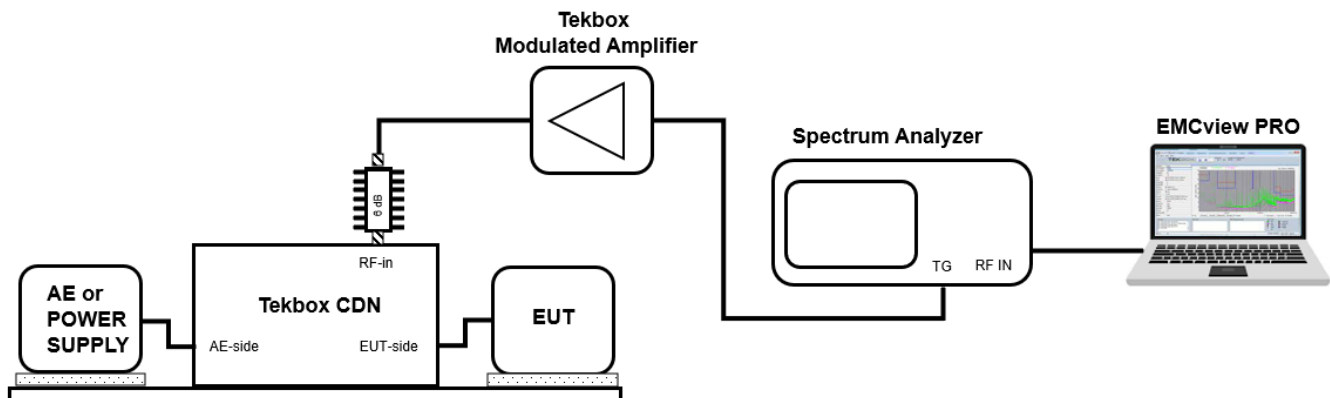 Tekbox
Modulated Amplifier
Spectrum Analyzer
EMCview PRO
6 dB
RF-in
TG
RF IN
AE or
POWER
SUPPLY
Tekbox CDN
EUT
AE-side
EUT-side